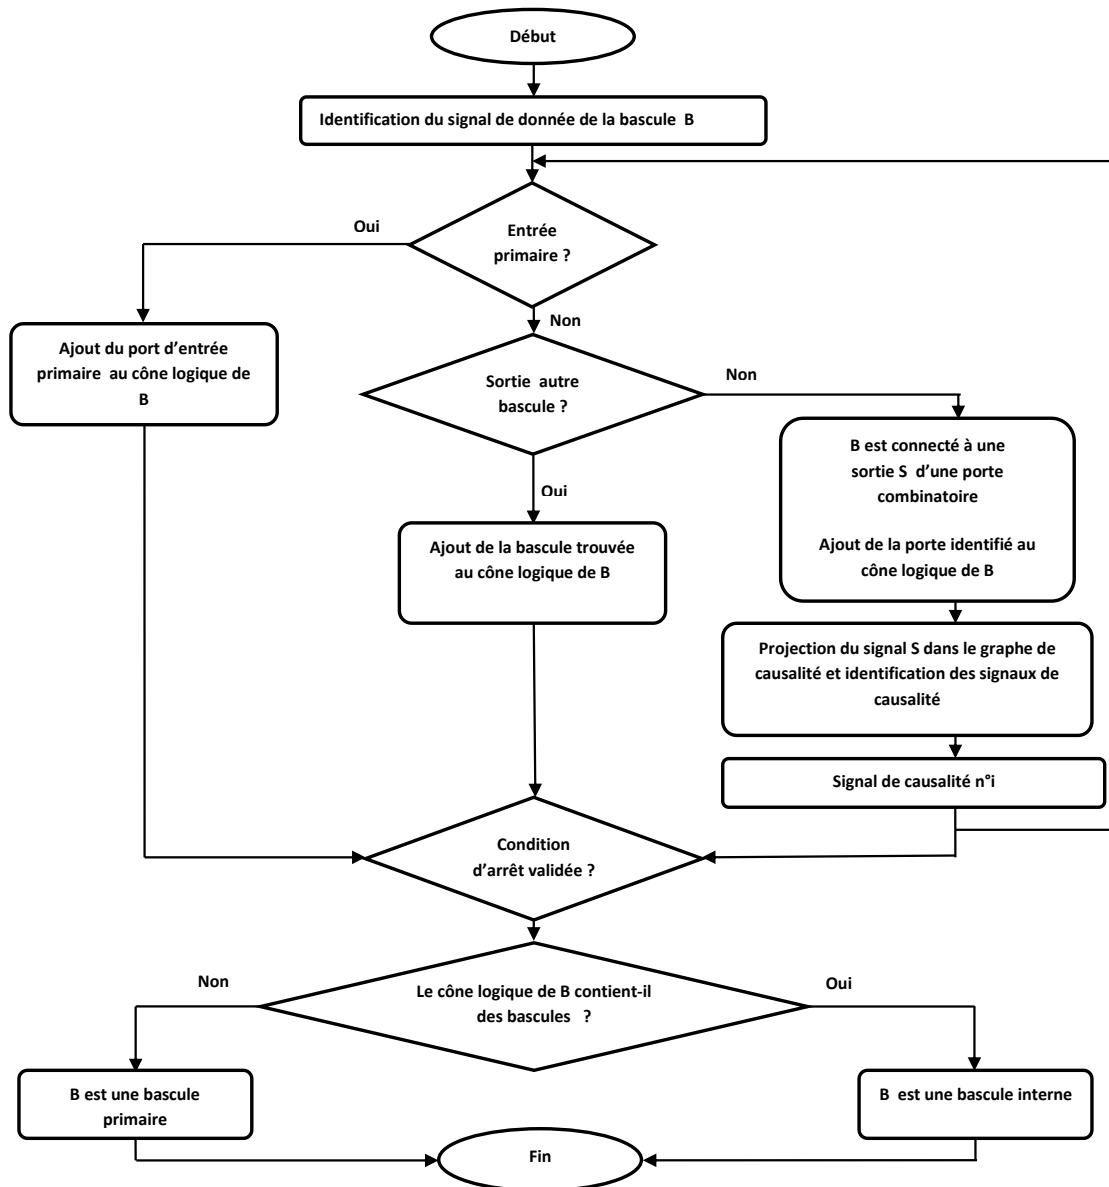 Début
Identification du signal de donnée de la bascule B
Oui
Entrée
primaire ?
Non
Ajout du port d'entrée
primaire au cône logique de
B
Sortie autre
bascule ?
Non
B est connecté à une
sortie S d'une porte
combinatoire
Ajout de la porte identifié au
cône logique de B
Oui
Ajout de la bascule trouvée
au cône logique de B
Projection du signal S dans le graphe de
causalité et identification des signaux de
causalité
Signal de causalité n°i
Condition
d'arrêt validée ?
Non
Le cône logique de B contient-il
des bascules ?
Oui
B est une bascule
primaire
B est une bascule interne
Fin